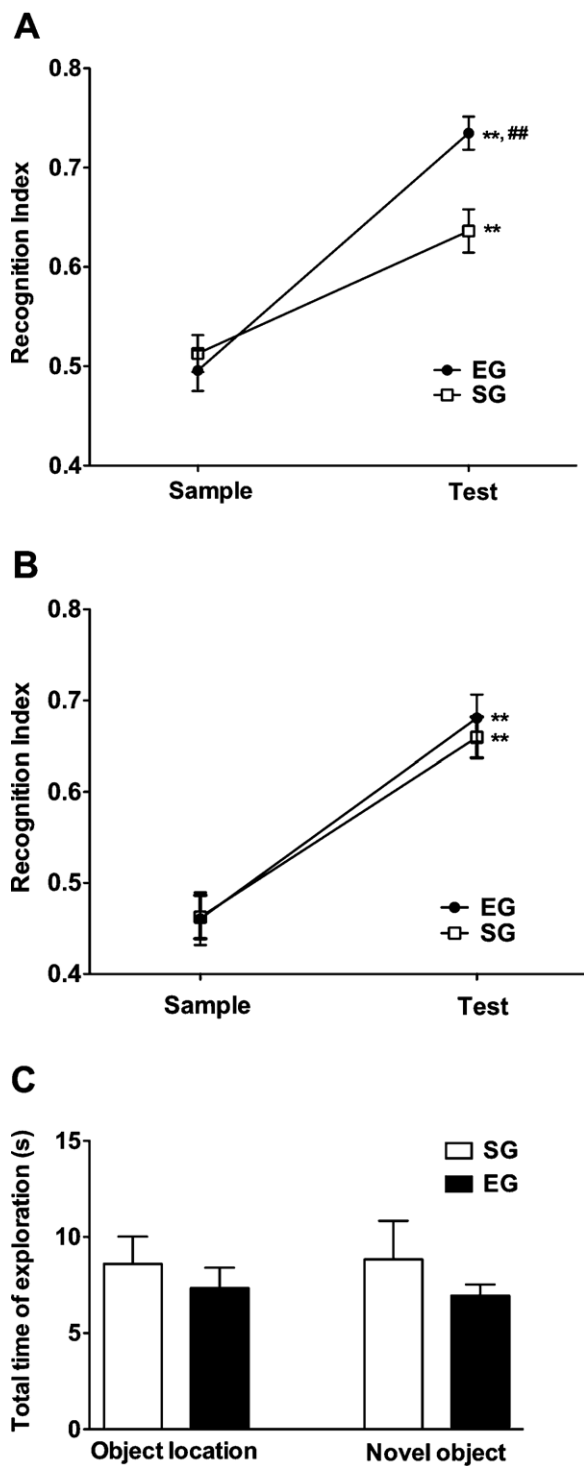 A
Recognition Index
0.8
0.7
0.6
0.5
0.4
**, ##
**
EG
SG
Sample
Test
B
Recognition Index
0.8
0.7
0.6
0.5
0.4
**
**
EG
SG
Sample
Test
C
Total time of exploration (s)
15
10
5
0
SG
EG
Object location
Novel object